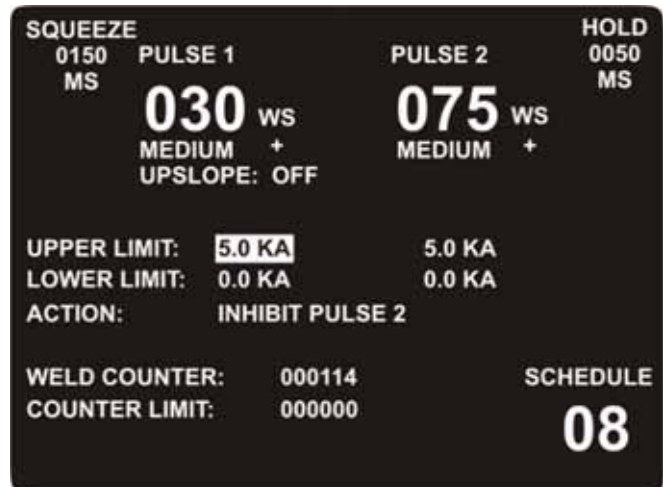 SQUEEZE HOLD
0150 PULSE 1 PULSE 2 0050
MS MS
030 WS 075 WS
MEDIUM + MEDIUM +
UPSLOPE: OFF
UPPER LIMIT: 5.0 KA 5.0 KA
LOWER LIMIT: 0.0 KA 0.0 KA
ACTION: INHIBIT PULSE 2
WELD COUNTER: 000114 SCHEDULE
COUNTER LIMIT: 000000 08